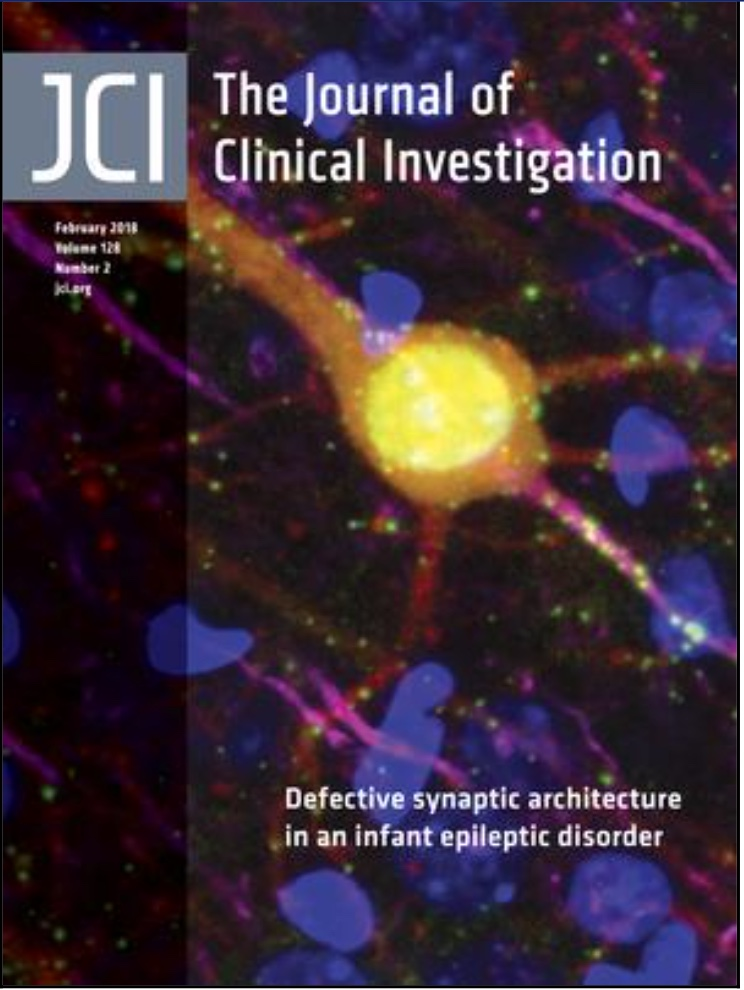 JCI
The Journal of
Clinical Investigation
February 2018
Volume 128
Number 2
jci.org
Defective synaptic architecture
in an infant epileptic disorder